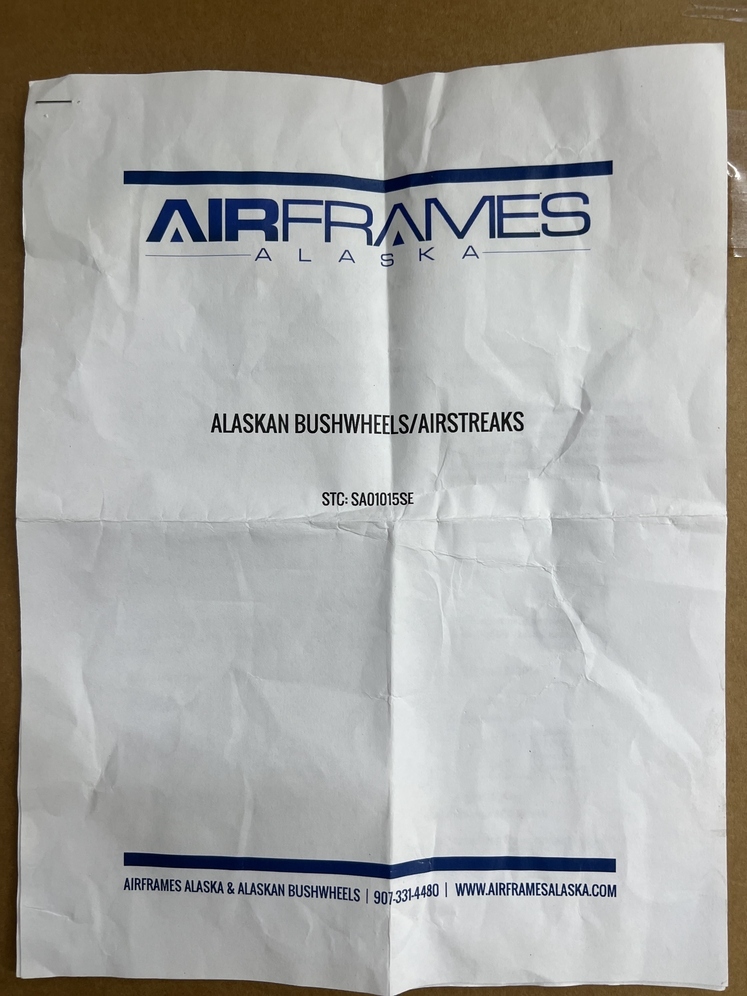 AIRFRAMES
ALASKA
ALASKAN BUSHWHEELS/AIRSTREAKS
STC: SA01015SE
AIRFRAMES ALASKA & ALASKAN BUSHWHEELS | 907-331-4480 | WWW.AIRFRAMESALASKA.COM